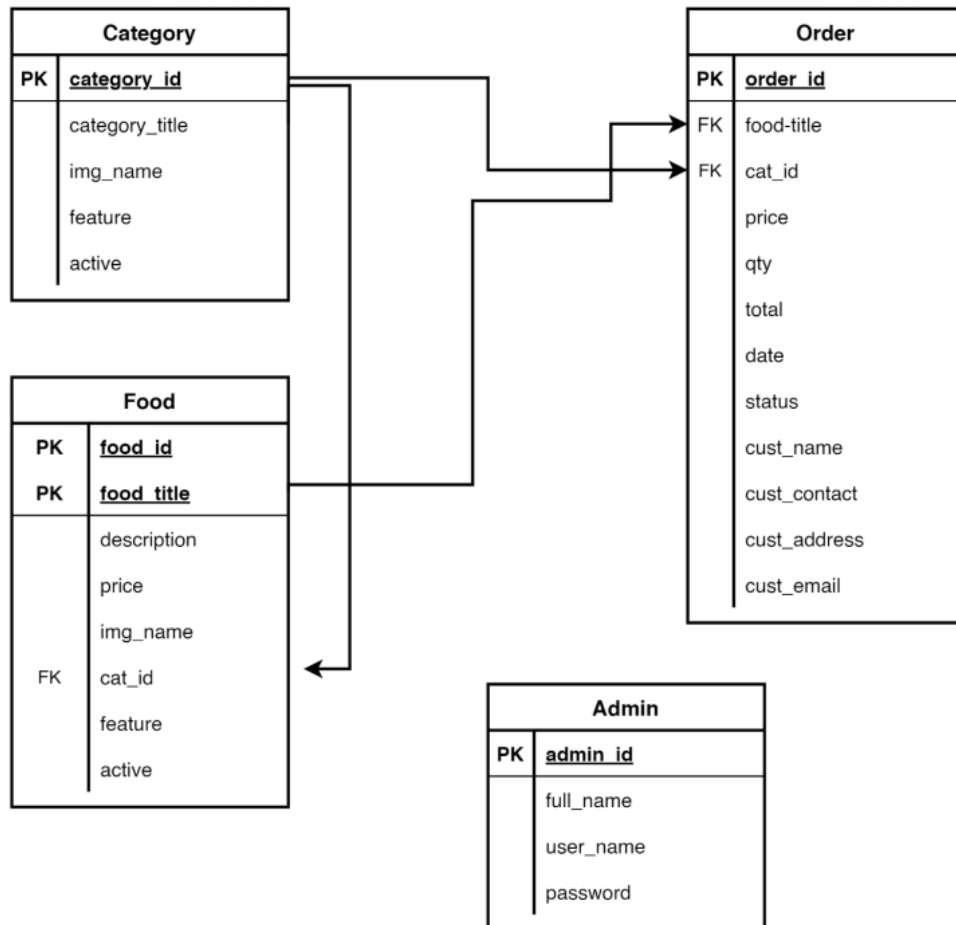 Category
PK category_id
category_title
img_name
feature
active
Order
PK order_id
FK food-title
FK cat_id
price
qty
total
date
status
cust_name
cust_contact
cust_address
cust_email
Food
PK food_id
PK food_title
description
price
img_name
FK cat_id
feature
active
Admin
PK admin_id
full_name
user_name
password